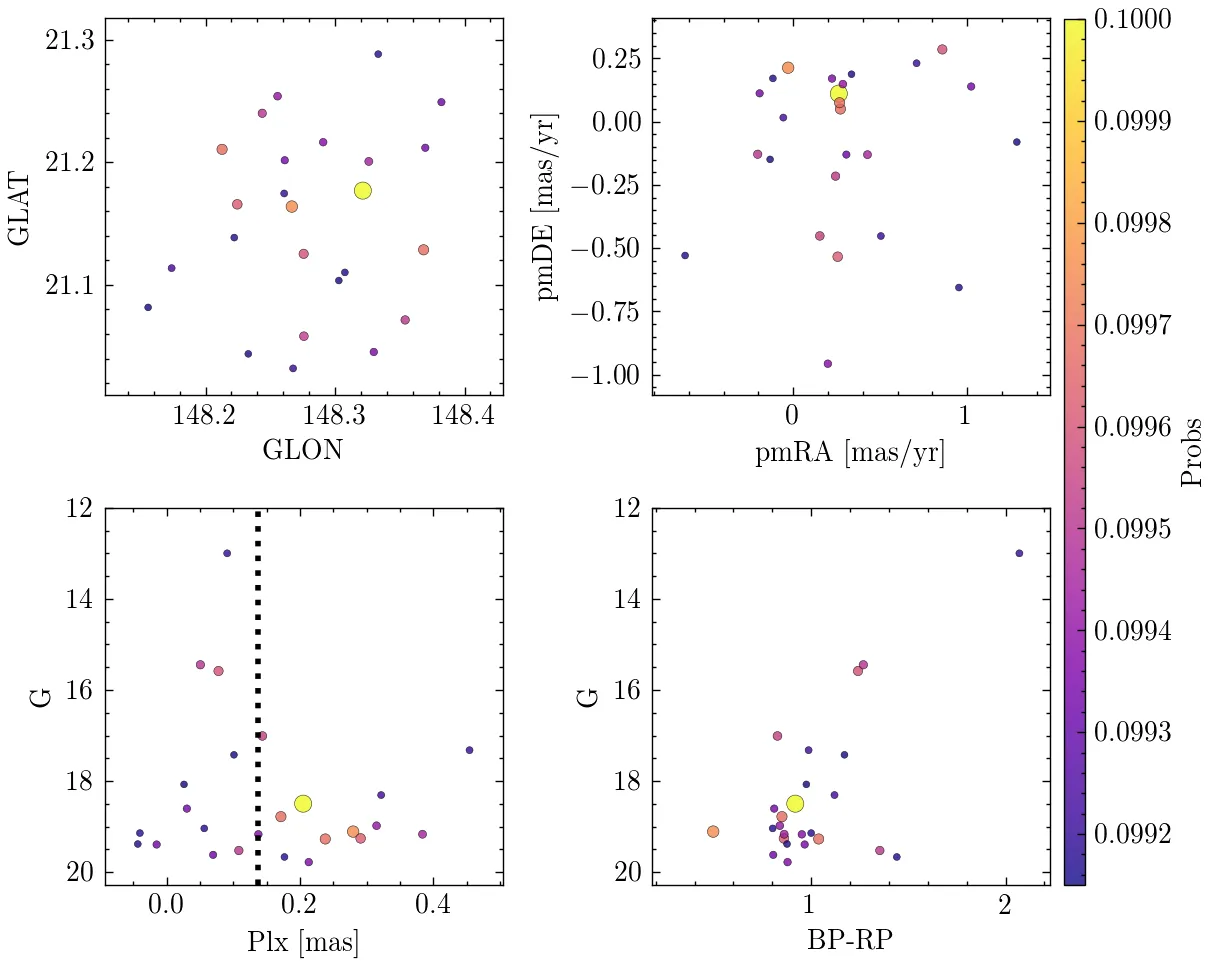 21.3
21.2
21.1
GLAT
148.2 148.3 148.4
GLON
0.25
0.00
−0.25
−0.50
−0.75
−1.00
pmDE [mas/yr]
0 1
pmRA [mas/yr]
12
14
16
18
20
G
0.0 0.2 0.4
Plx [mas]
12
14
16
18
20
G
1 2
BP-RP
0.1000
0.0999
0.0998
0.0997
0.0996
0.0995
0.0994
0.0993
0.0992
Probs